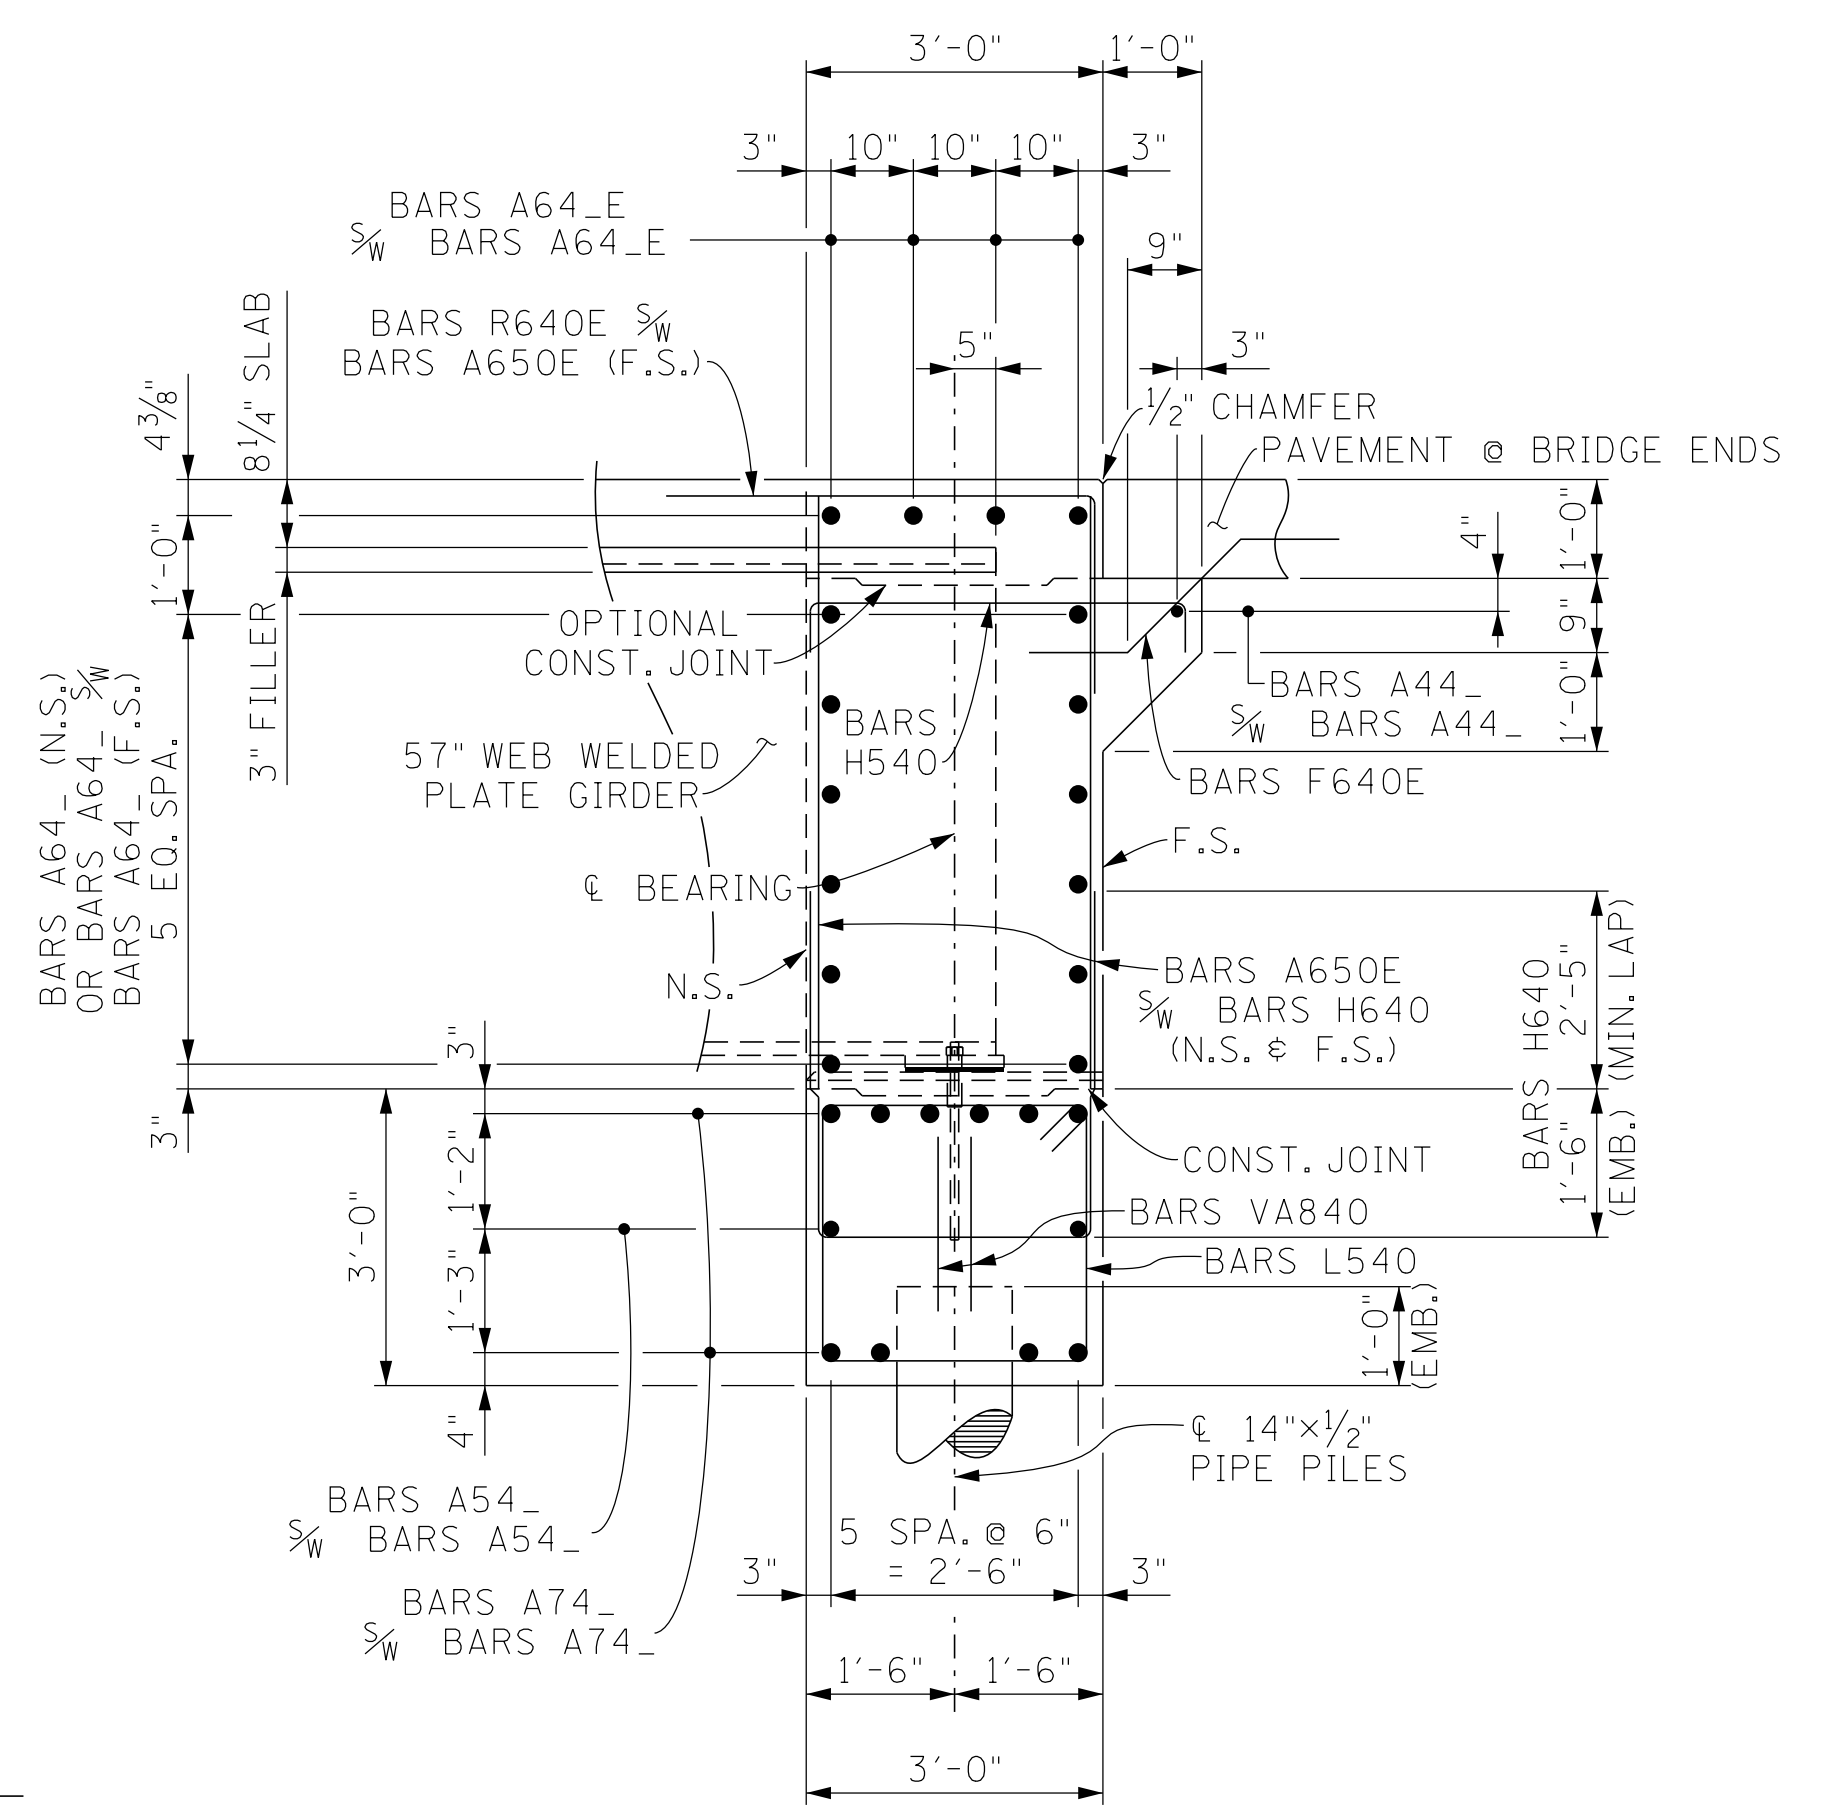 3'-0"
1'-0"
3"
10"
10"
10"
3"
BARS A64_E
S/W BARS A64_E
9"
BARS R640E S/W
BARS A650E (F.S.)
5"
3"
4 3/8"
8 1/4" SLAB
1/2" CHAMFER
PAVEMENT @ BRIDGE ENDS
1'-0"
3" FILLER
4"
1'-0"
9"
1'-0"
OPTIONAL
CONST. JOINT
BARS A44_
S/W BARS A44_
BARS
H540
57" WEB WELDED
PLATE GIRDER
BARS F640E
BARS A64_ (N.S.)
OR BARS A64_ S/W
BARS A64_ (F.S.)
5 EQ. SPA.
F.S.
℄ BEARING
N.S.
BARS A650E
S/W BARS H640
(N.S. & F.S.)
BARS H640
2'-5"
(MIN. LAP)
1'-6"
(EMB.)
3"
3"
CONST. JOINT
1'-2"
BARS VA840
3'-0"
1'-3"
BARS L540
1'-0"
(EMB.)
4"
℄ 14"×1/2"
PIPE PILES
BARS A54_
S/W BARS A54_
5 SPA. @ 6"
= 2'-6"
3"
3"
BARS A74_
S/W BARS A74_
1'-6"
1'-6"
3'-0"